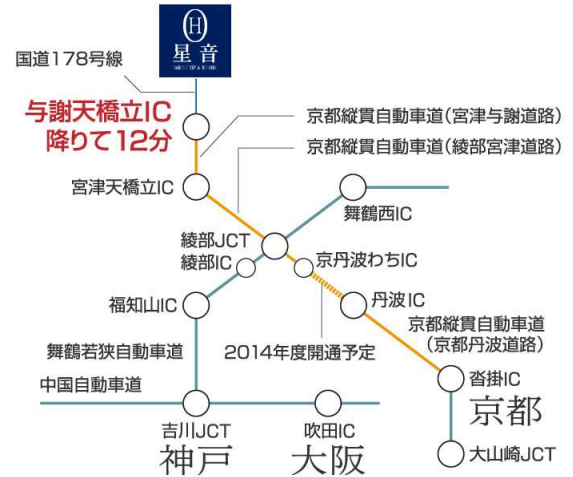 H
星音
国道178号線
与謝天橋立IC
降りて12分
京都縦貫自動車道(宮津与謝道路)
京都縦貫自動車道(綾部宮津道路)
宮津天橋立IC
舞鶴西IC
綾部JCT
綾部IC
京丹波わちIC
福知山IC
丹波IC
京都縦貫自動車道
(京都丹波道路)
舞鶴若狭自動車道
2014年度開通予定
中国自動車道
沓掛IC
京都
吉川JCT
神戸
吹田IC
大阪
大山崎JCT